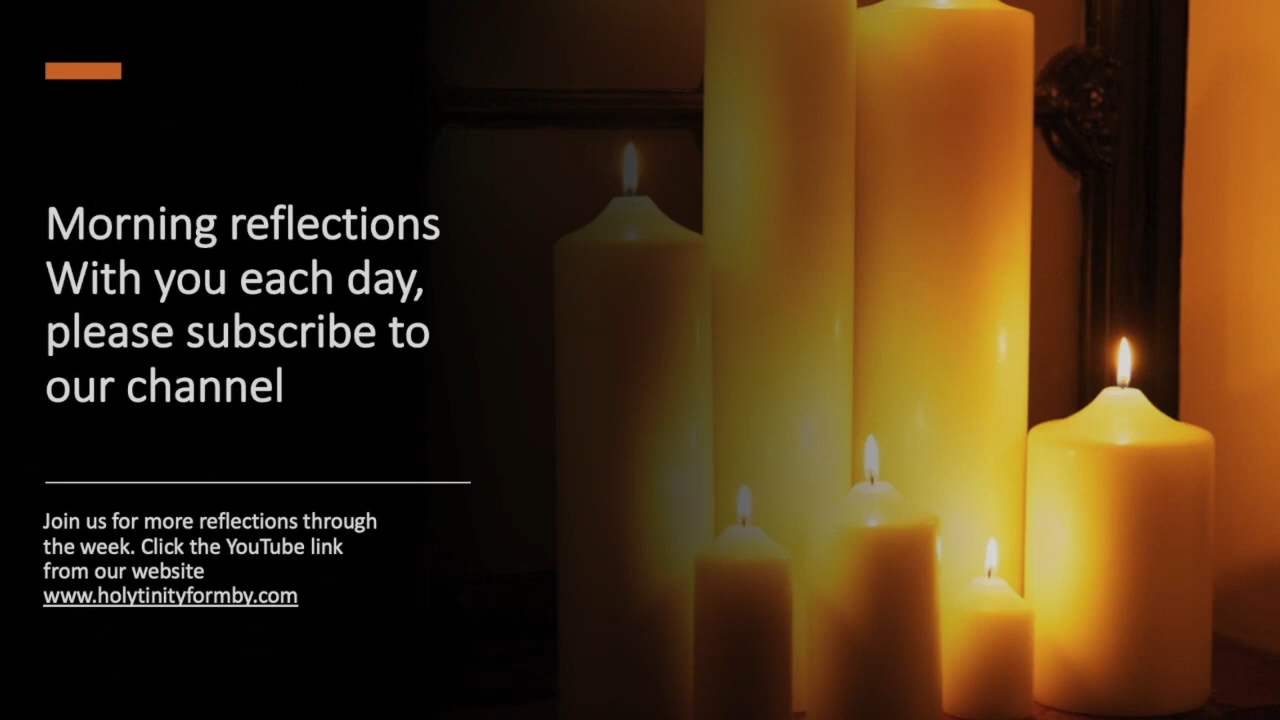 Morning reflections
With you each day,
please subscribe to
our channel
Join us for more reflections through
the week. Click the YouTube link
from our website
www.holytinityformby.com